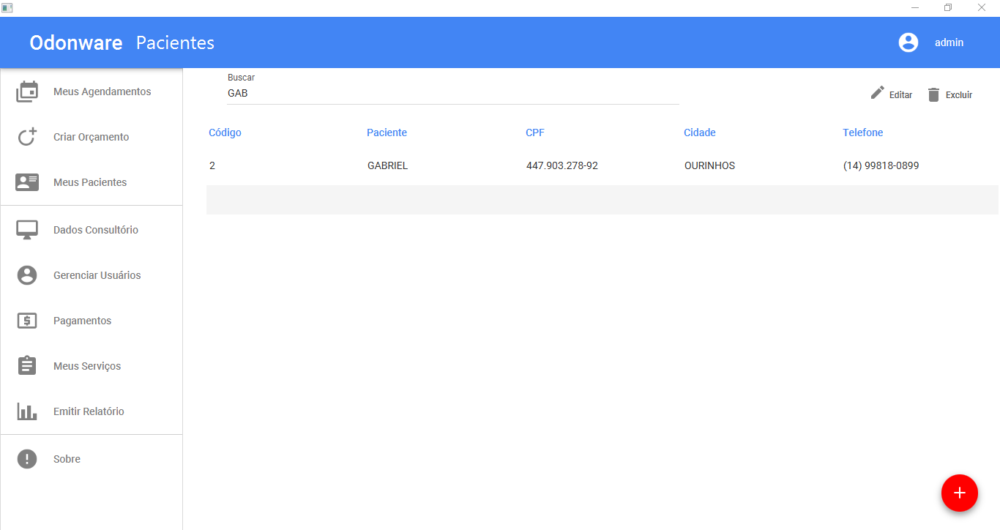 Odonware Pacientes
admin
Meus Agendamentos
Criar Orçamento
Meus Pacientes
Dados Consultório
Gerenciar Usuários
Pagamentos
Meus Serviços
Emitir Relatório
Sobre
Buscar
GAB
Editar Excluir
Código Paciente CPF Cidade Telefone
2 GABRIEL 447.903.278-92 OURINHOS (14) 99818-0899